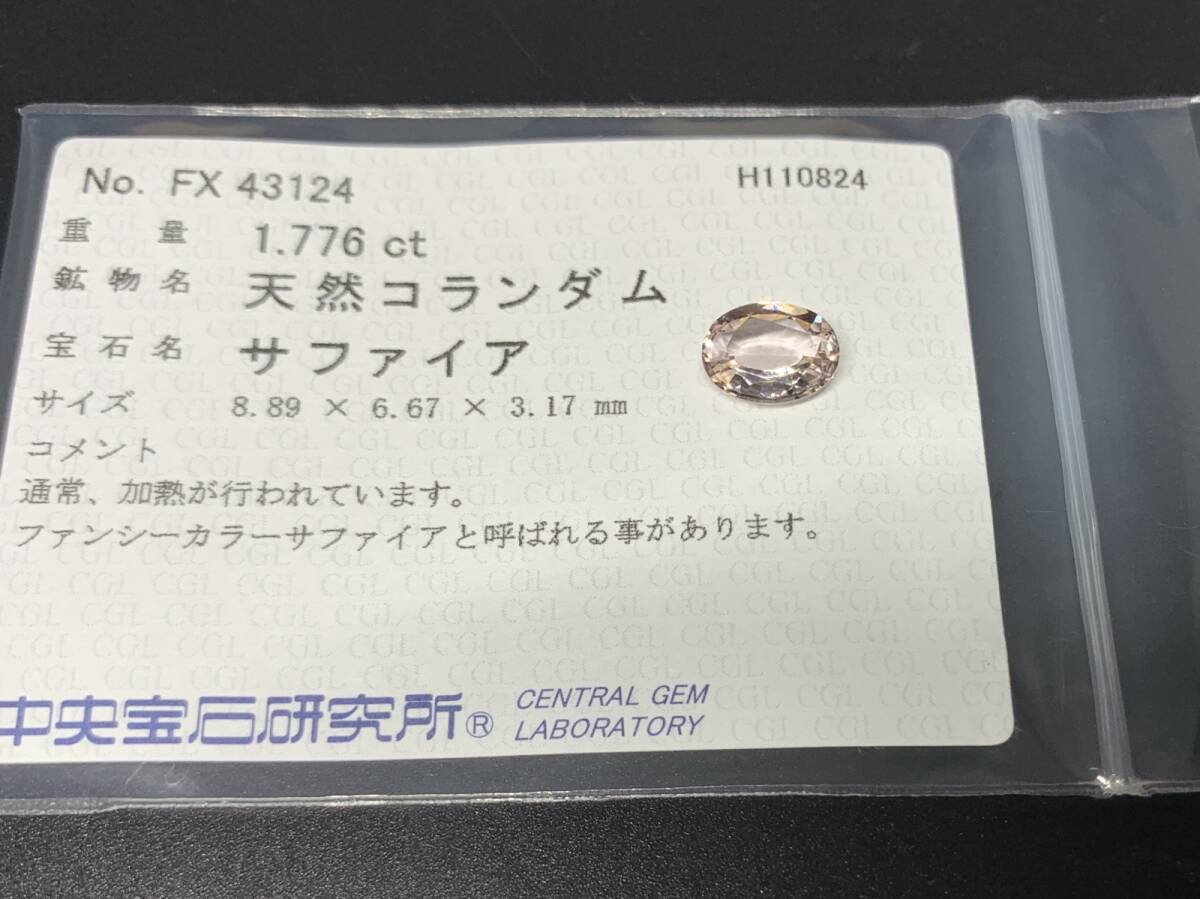 No. FX 43124 H110824
重量 1.776 ct
鉱物名 天然コランダム
宝石名 サファイア
サイズ 8.89 × 6.67 × 3.17 mm
コメント
通常、加熱が行われています。
ファンシーカラーサファイアと呼ばれる事があります。
中央宝石研究所® CENTRAL GEM
LABORATORY